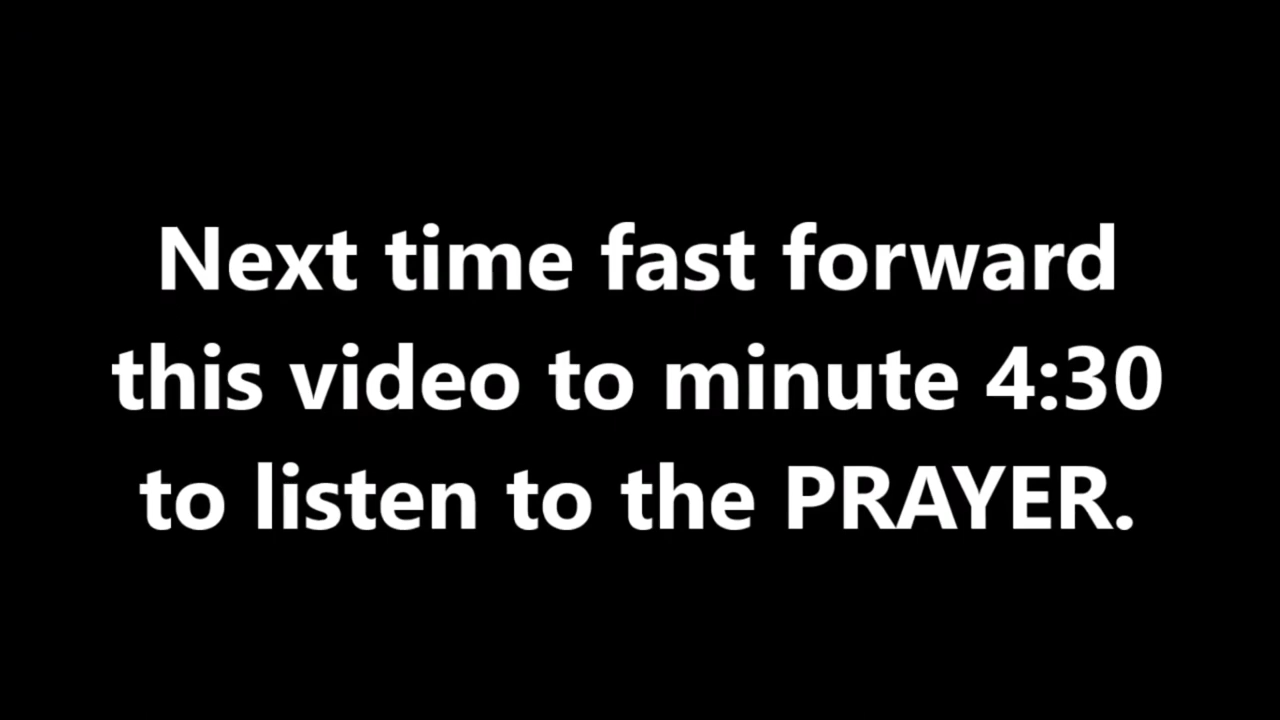 Next time fast forward
this video to minute 4:30
to listen to the PRAYER.